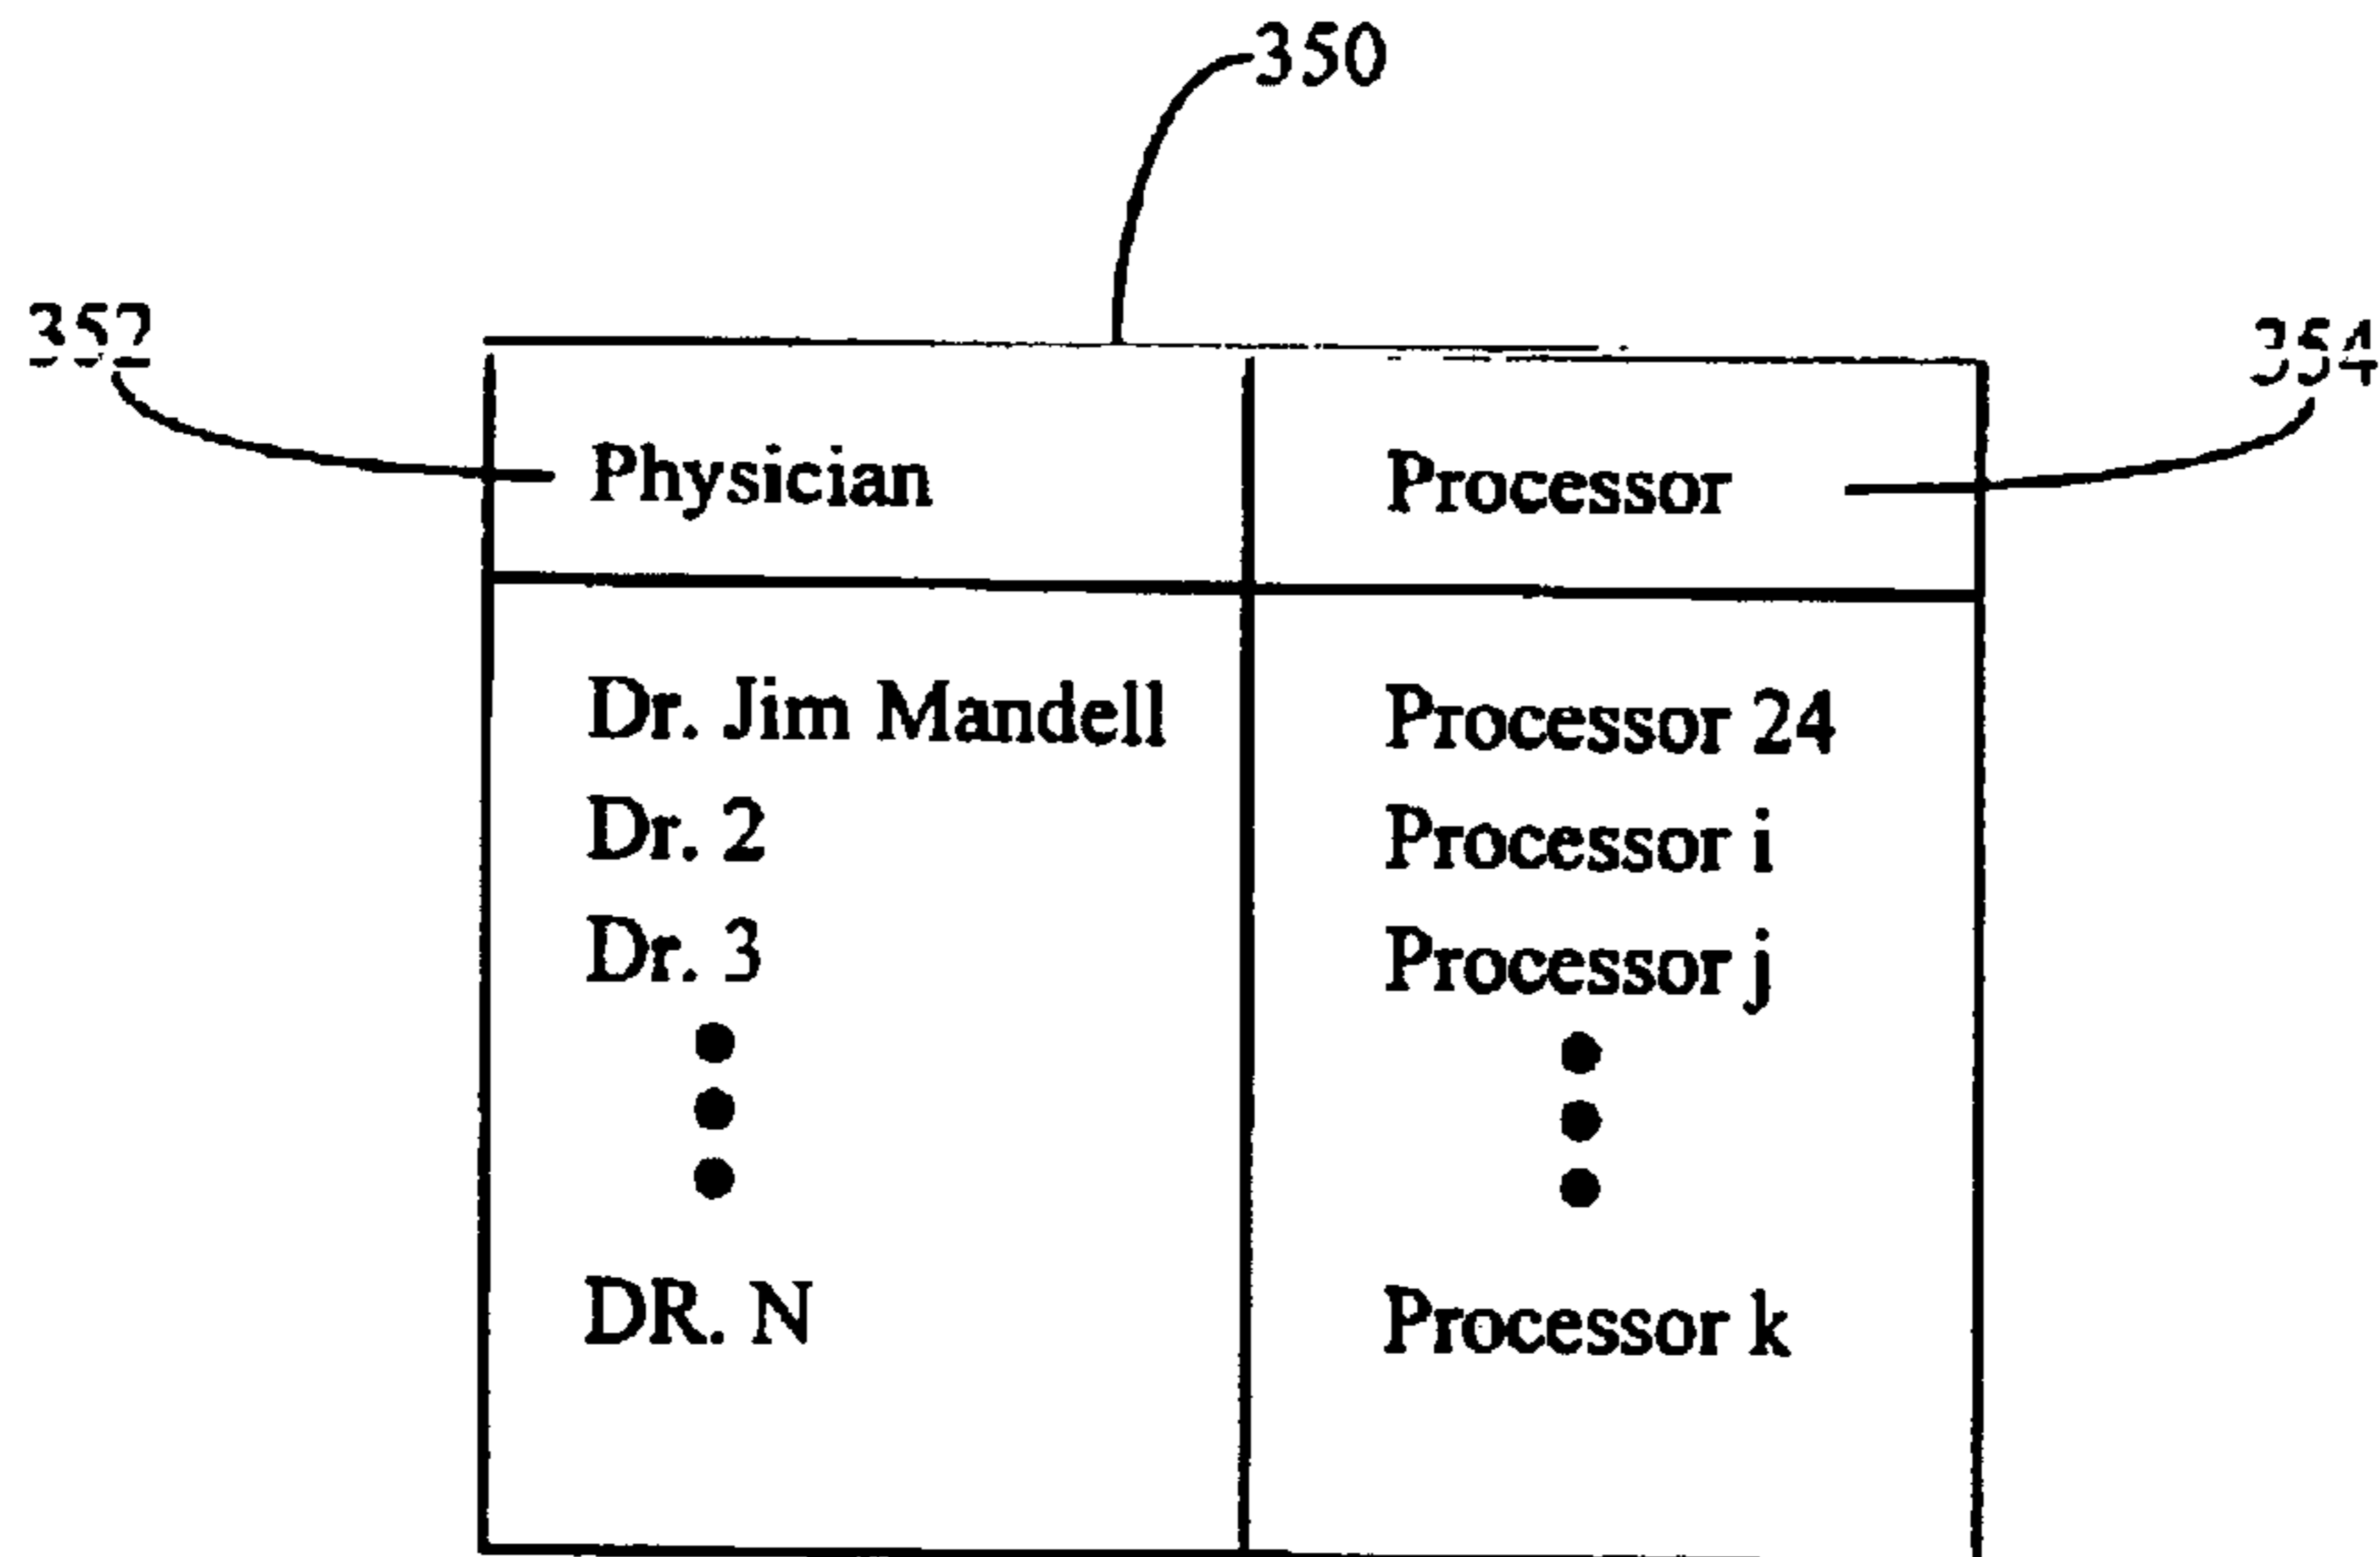 350
352
354
Physician Processor
Dr. Jim Mandell Processor 24
Dr. 2 Processor i
Dr. 3 Processor j
DR. N Processor k